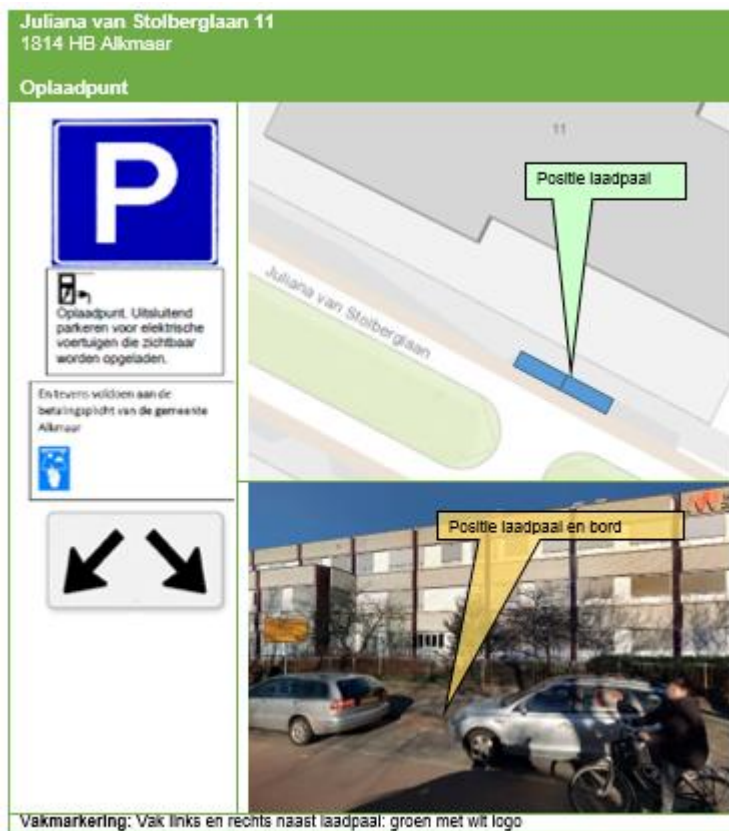 Juliana van Stolberglaan 11
1814 HB Alkmaar
Oplaadpunt
P
Oplaadpunt. Uitsluitend
parkeren voor elektrische
voertuigen die zichtbaar
worden opgeladen.
En tevens voldoen aan de
betalingsplicht van de gemeente
Alkmaar
11
Positie laadpaal
Juliana van Stolberglaan
Positie laadpaal en bord
Vakmarkering: Vak links en rechts naast laadpaal: groen met wit logo